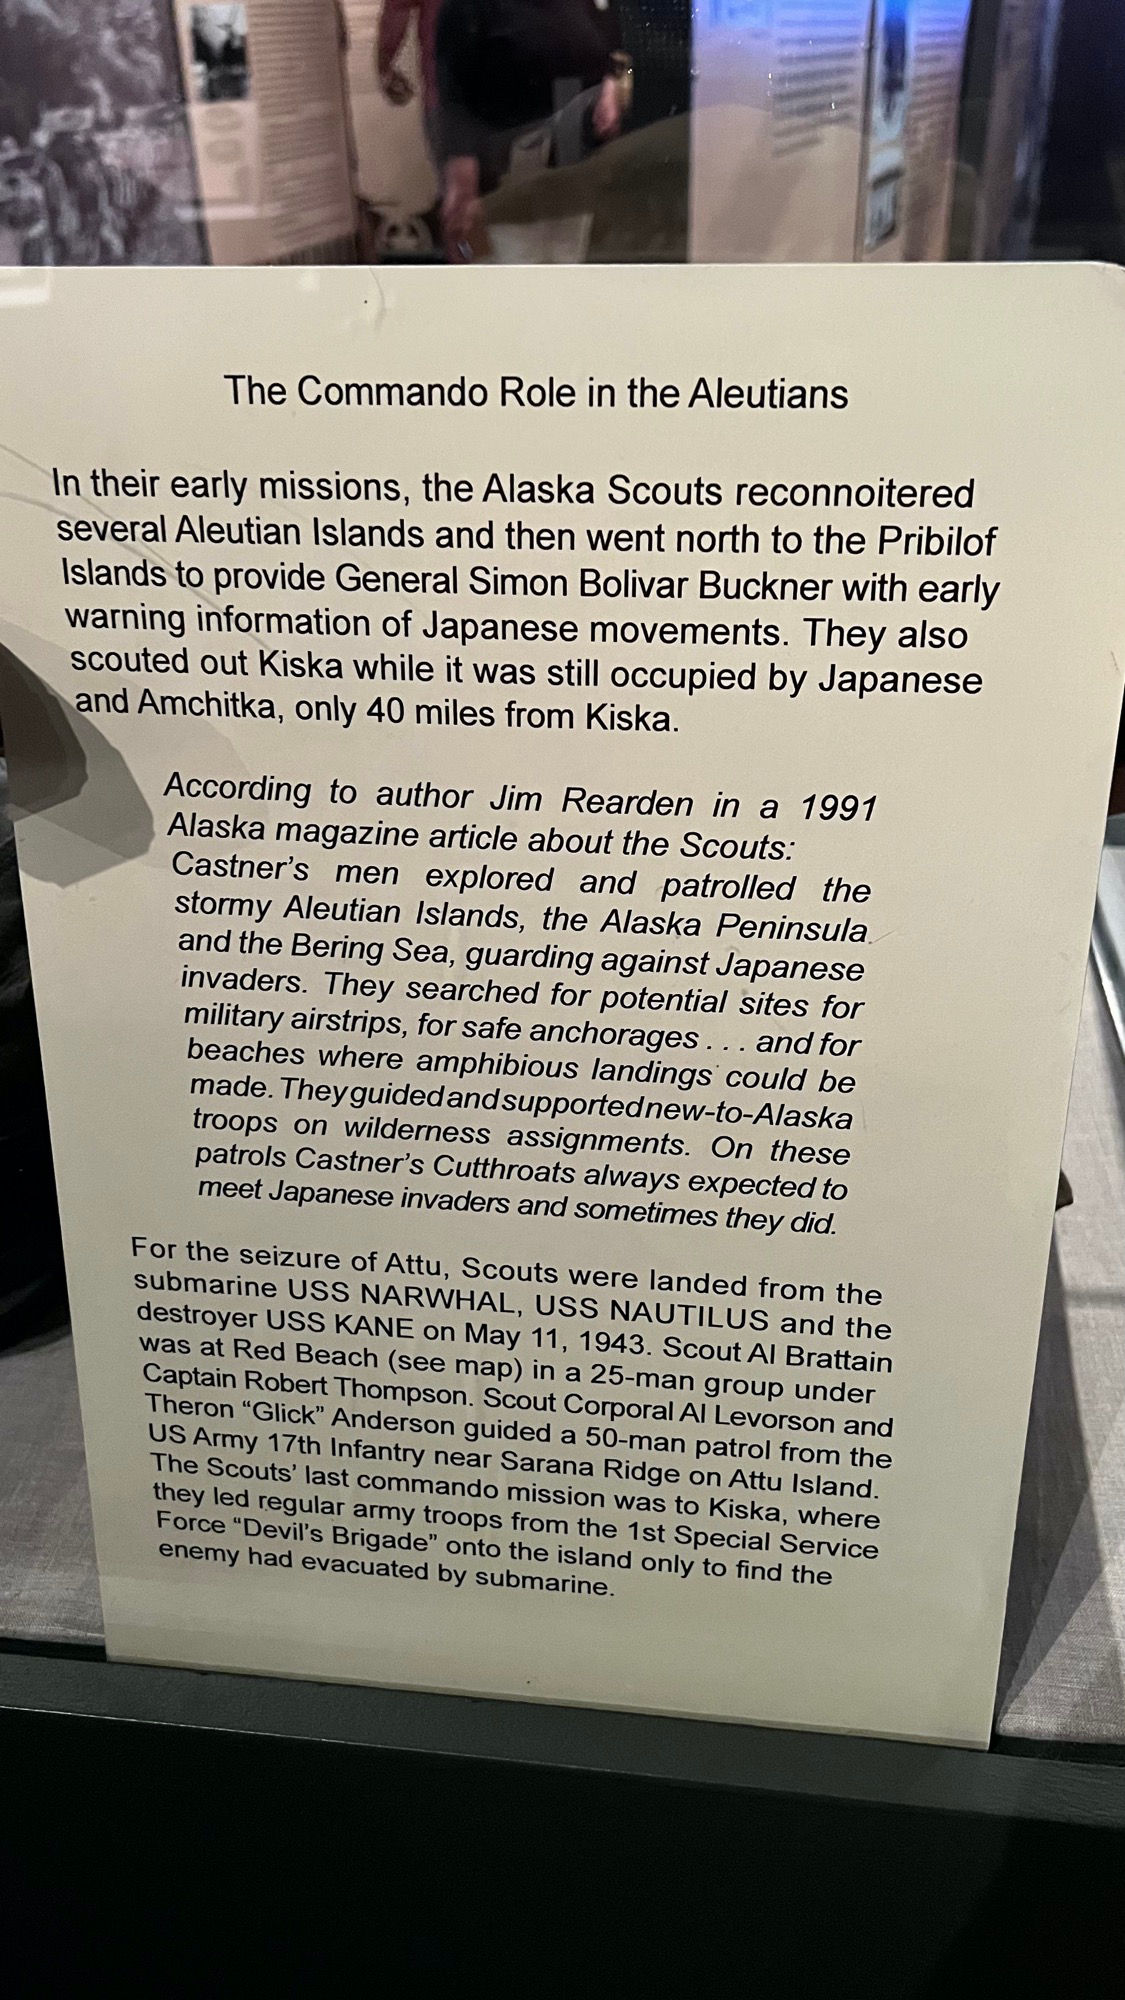 The Commando Role in the Aleutians
In their early missions, the Alaska Scouts reconnoitered
several Aleutian Islands and then went north to the Pribilof
Islands to provide General Simon Bolivar Buckner with early
warning information of Japanese movements. They also
scouted out Kiska while it was still occupied by Japanese
and Amchitka, only 40 miles from Kiska.
According to author Jim Rearden in a 1991
Alaska magazine article about the Scouts:
Castner's men explored and patrolled the
stormy Aleutian Islands, the Alaska Peninsula
and the Bering Sea, guarding against Japanese
invaders. They searched for potential sites for
military airstrips, for safe anchorages . . . and for
beaches where amphibious landings could be
made. They guided and supported new-to-Alaska
troops on wilderness assignments. On these
patrols Castner's Cutthroats always expected to
meet Japanese invaders and sometimes they did.
For the seizure of Attu, Scouts were landed from the
submarine USS NARWHAL, USS NAUTILUS and the
destroyer USS KANE on May 11, 1943. Scout Al Brattain
was at Red Beach (see map) in a 25-man group under
Captain Robert Thompson. Scout Corporal Al Levorson and
Theron “Glick” Anderson guided a 50-man patrol from the
US Army 17th Infantry near Sarana Ridge on Attu Island.
The Scouts' last commando mission was to Kiska, where
they led regular army troops from the 1st Special Service
Force “Devil's Brigade” onto the island only to find the
enemy had evacuated by submarine.